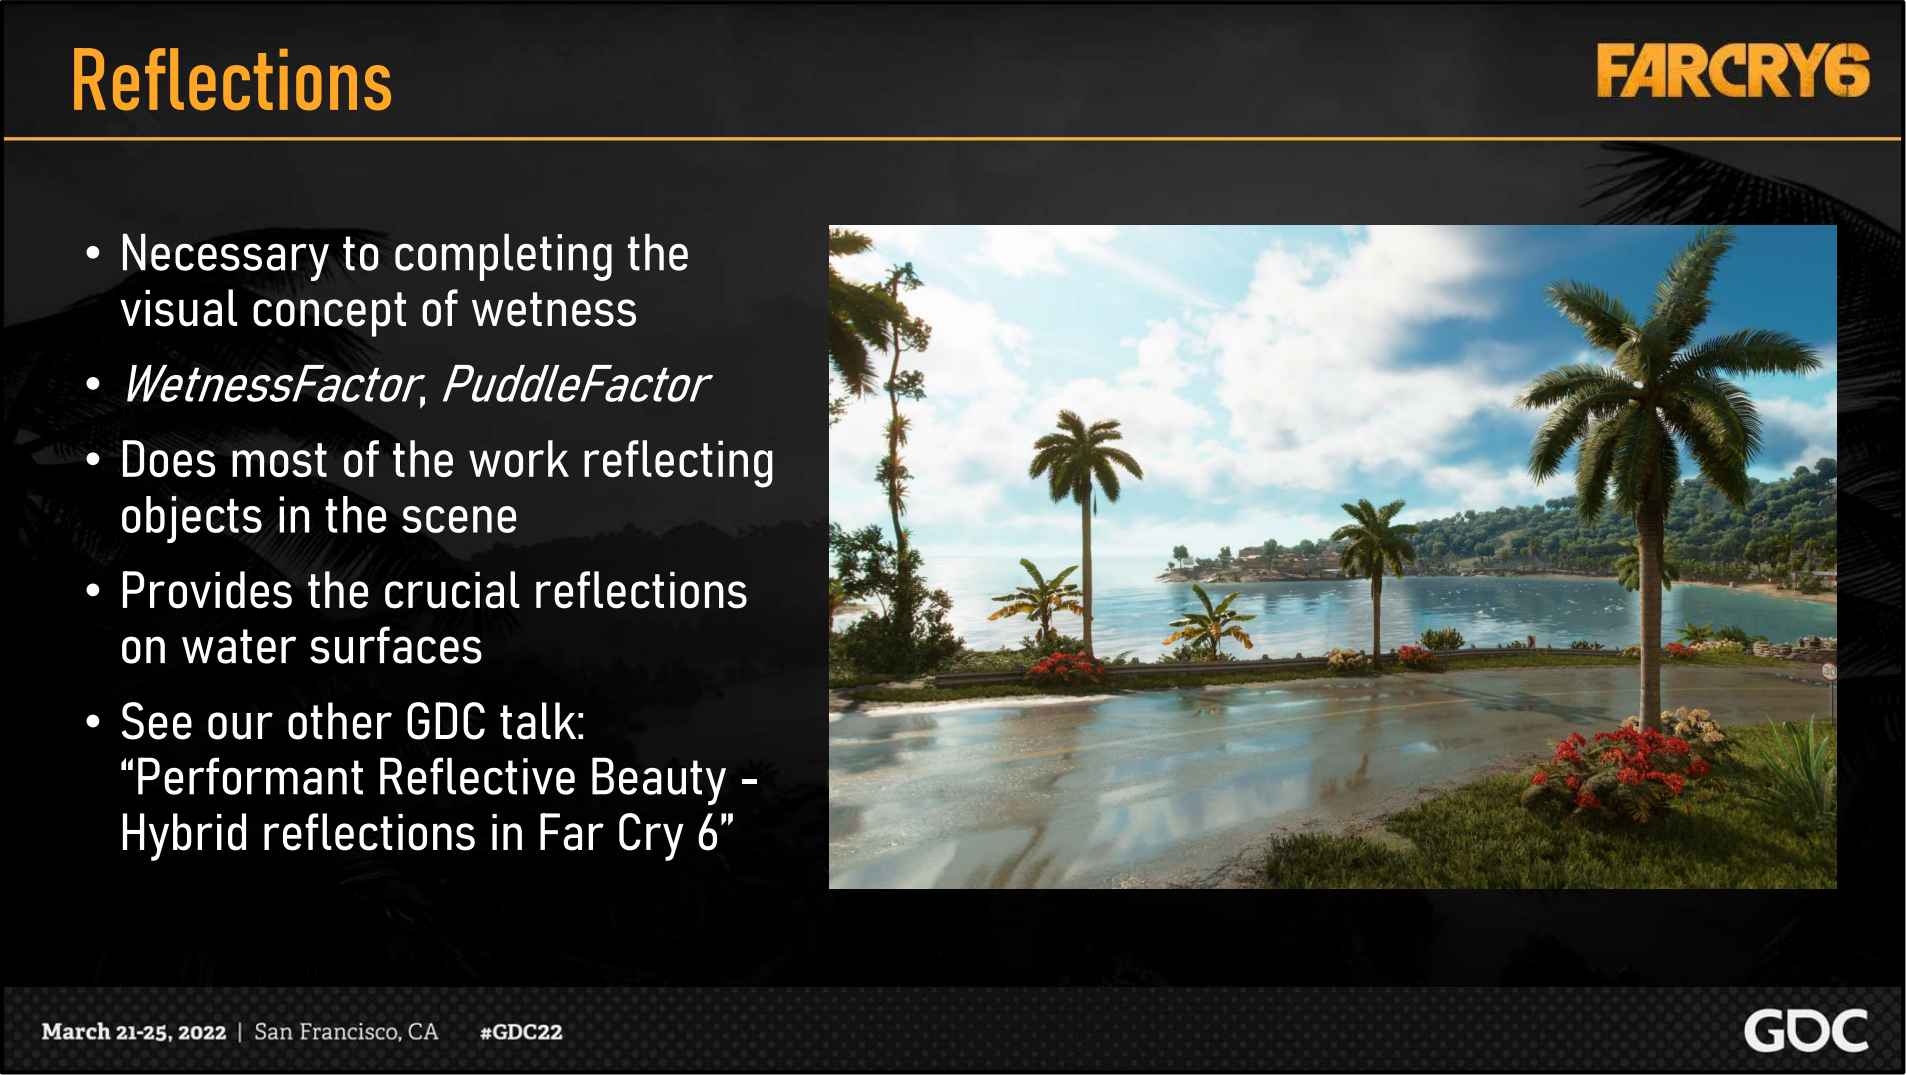 Reflections
FARCRY6
• Necessary to completing the
visual concept of wetness
• WetnessFactor, PuddleFactor
• Does most of the work reflecting
objects in the scene
• Provides the crucial reflections
on water surfaces
• See our other GDC talk:
“Performant Reflective Beauty -
Hybrid reflections in Far Cry 6”
30
March 21-25, 2022 | San Francisco, CA #GDC22
GDC